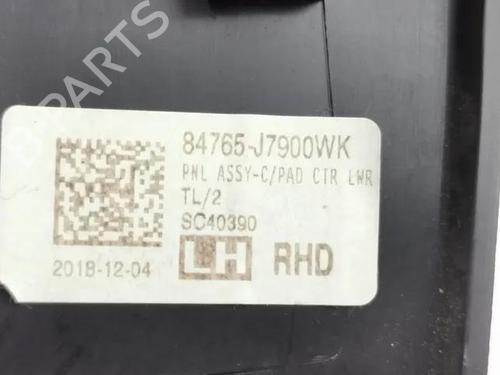 B-PARTS
84765-J7900WK
PNL ASSY-C/PAD CTR LWR
TL/2
SC40390
2018-12-04
LH RHD